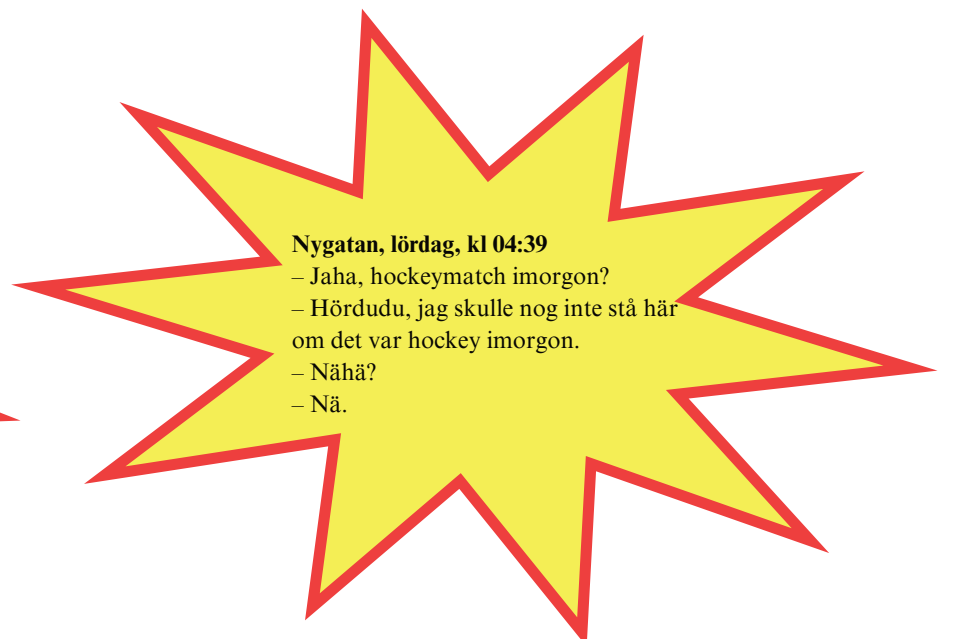 Nygatan, lördag, kl 04:39
– Jaha, hockeymatch imorgon?
– Hördudu, jag skulle nog inte stå här
om det var hockey imorgon.
– Nähä?
– Nä.